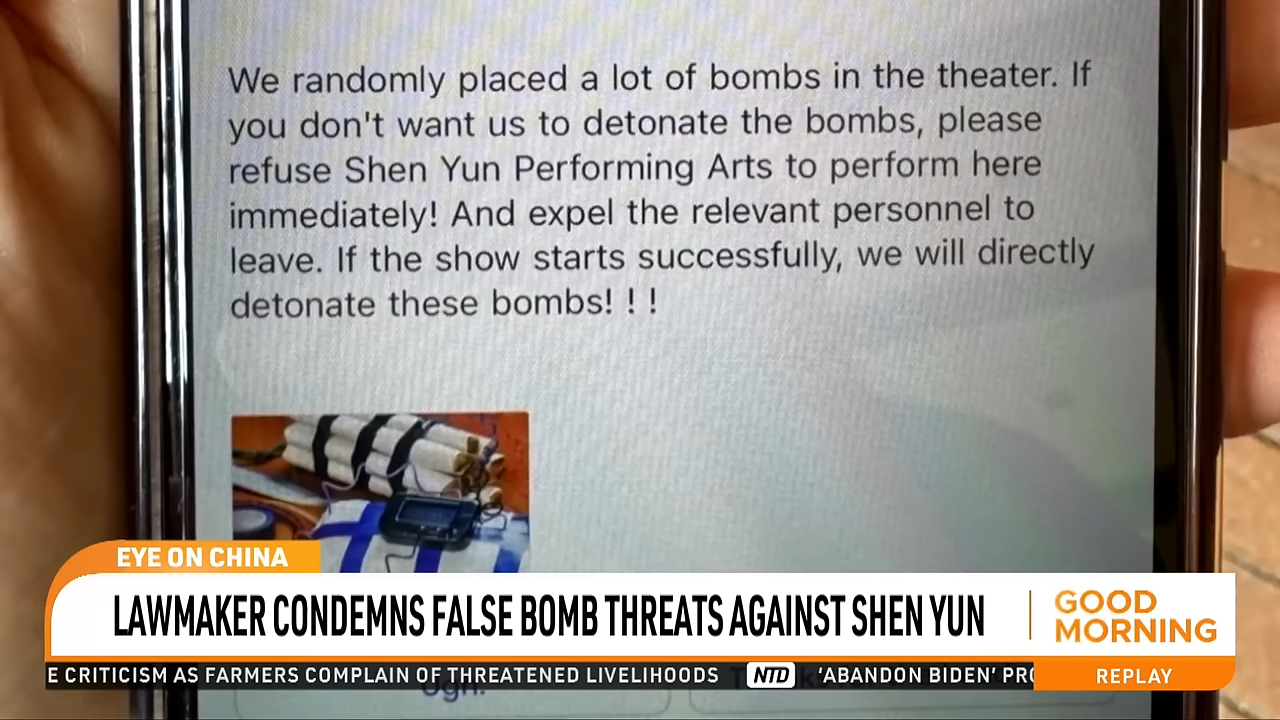 We randomly placed a lot of bombs in the theater. If
you don't want us to detonate the bombs, please
refuse Shen Yun Performing Arts to perform here
immediately! And expel the relevant personnel to
leave. If the show starts successfully, we will directly
detonate these bombs! ! !
EYE ON CHINA
LAWMAKER CONDEMNS FALSE BOMB THREATS AGAINST SHEN YUN
GOOD
MORNING
E CRITICISM AS FARMERS COMPLAIN OF THREATENED LIVELIHOODS NTD 'ABANDON BIDEN' PRO
REPLAY
Ugh.